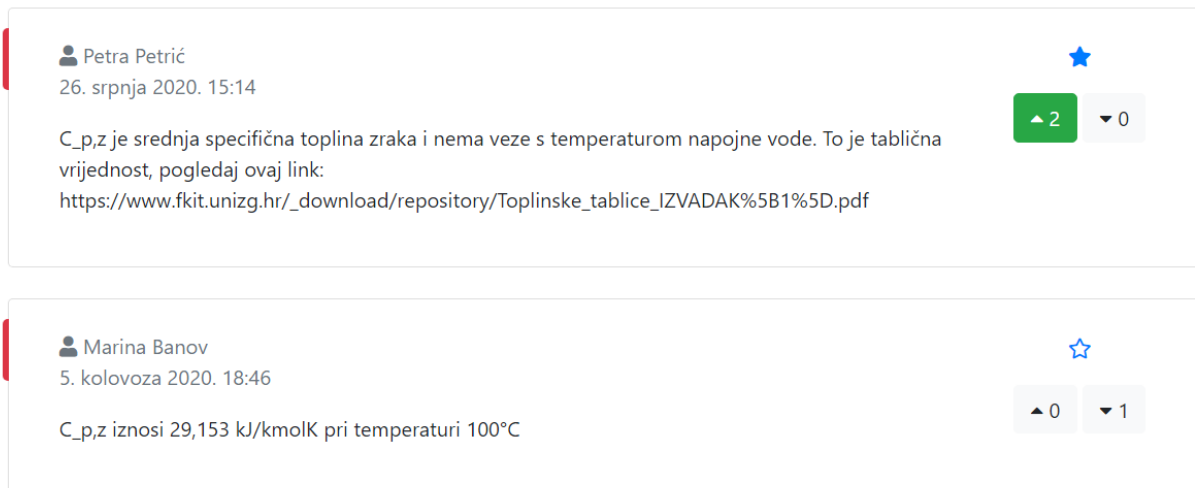 Petra Petrić
26. srpnja 2020. 15:14
2
0
C_p,z je srednja specifična toplina zraka i nema veze s temperaturom napojne vode. To je tablična
vrijednost, pogledaj ovaj link:
https://www.fkit.unizg.hr/_download/repository/Toplinske_tablice_IZVADAK%5B1%5D.pdf
Marina Banov
5. kolovoza 2020. 18:46
0
1
C_p,z iznosi 29,153 kJ/kmolK pri temperaturi 100°C